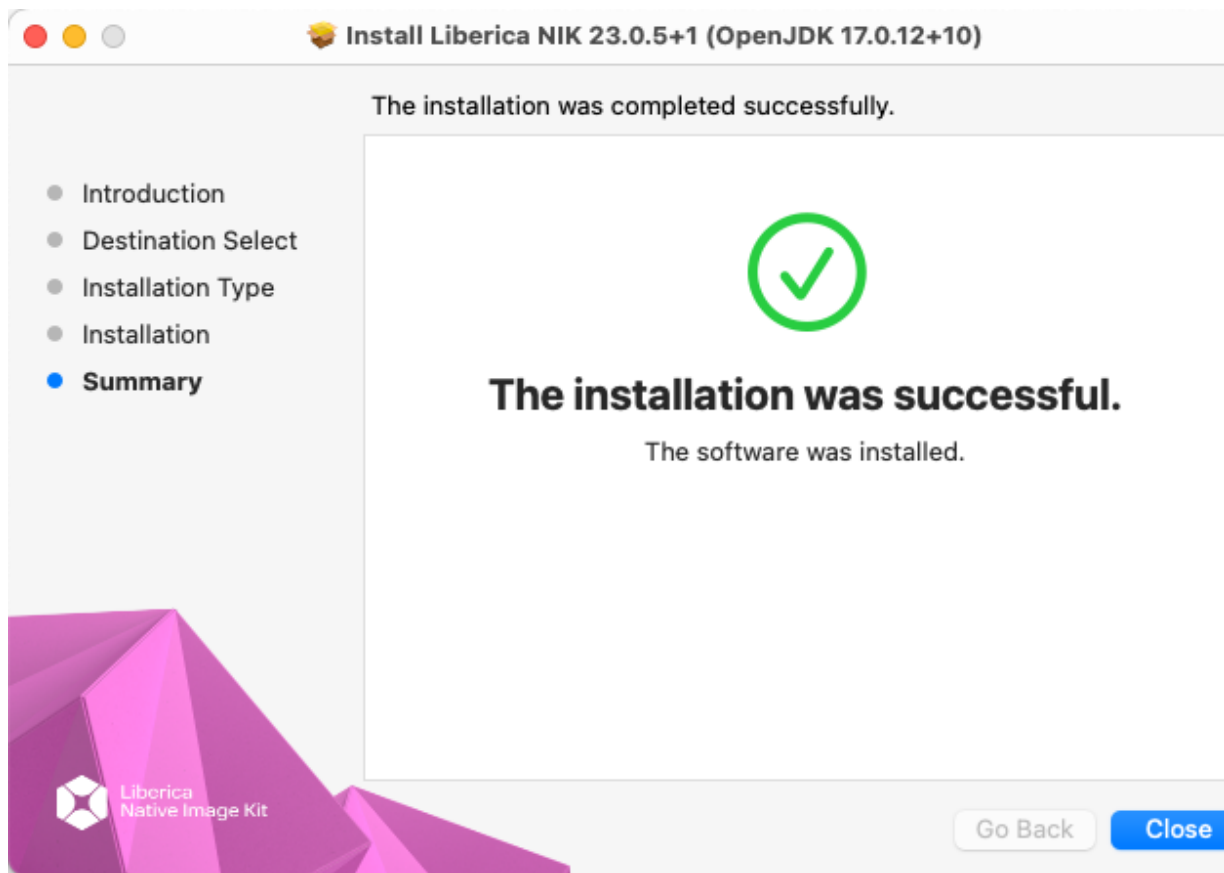 Install Liberica NIK 23.0.5+1 (OpenJDK 17.0.12+10)
The installation was completed successfully.
Introduction
Destination Select
Installation Type
Installation
Summary
The installation was successful.
The software was installed.
Liberica
Native Image Kit
Go Back
Close